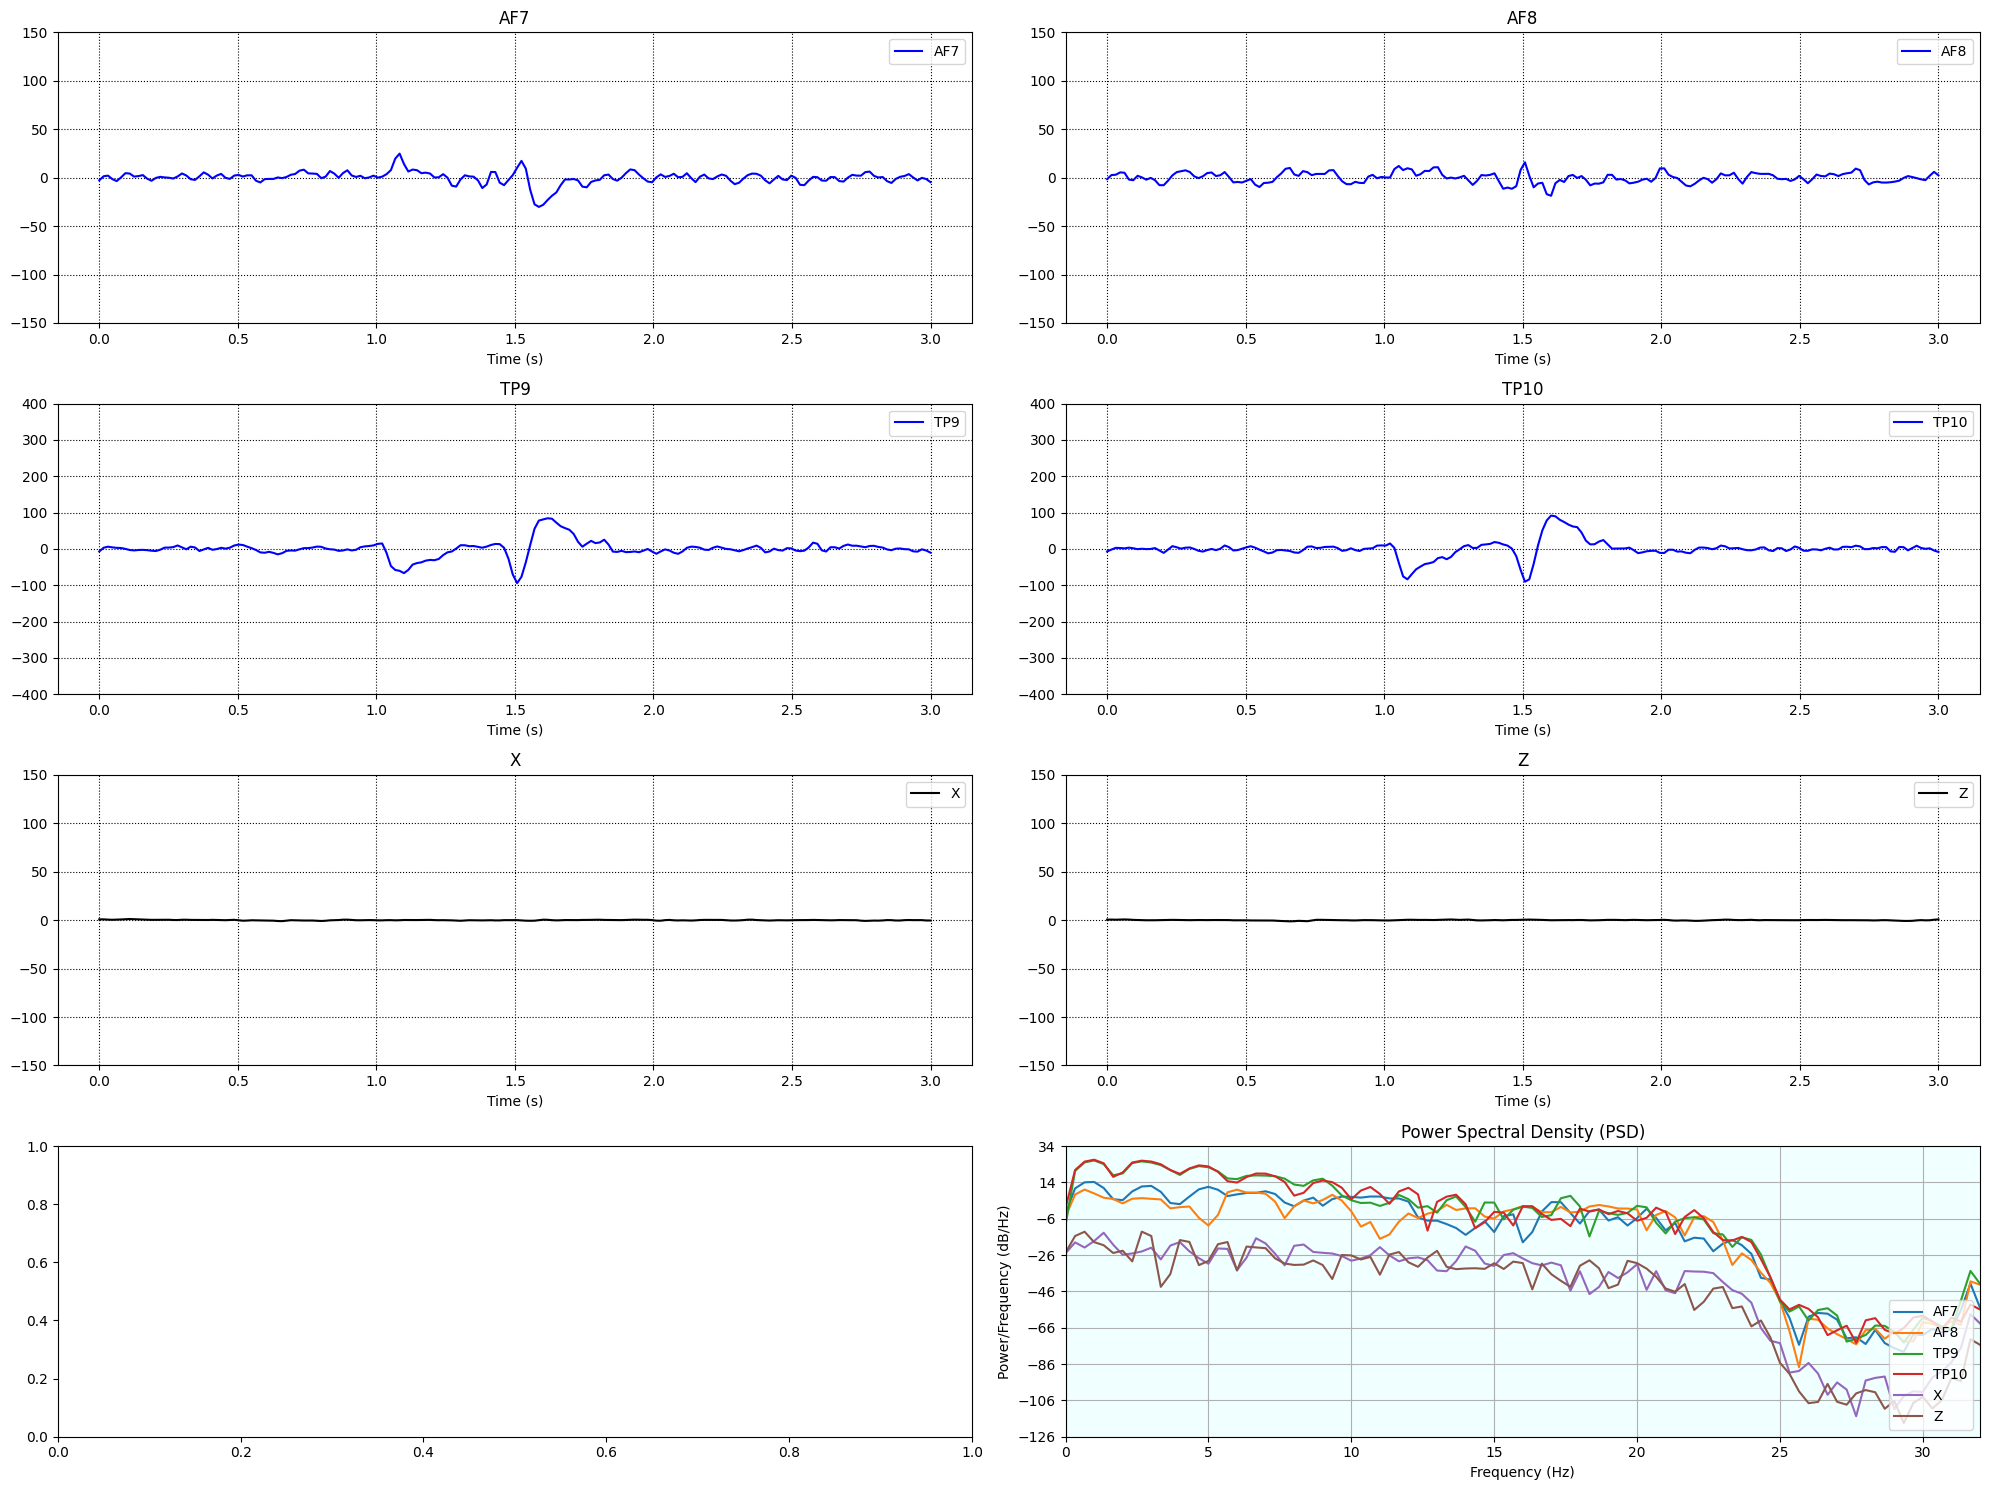 AF7
150
100
50
0
−50
−100
−150
AF7
0.0 0.5 1.0 1.5 2.0 2.5 3.0
Time (s)
AF8
150
100
50
0
−50
−100
−150
AF8
0.0 0.5 1.0 1.5 2.0 2.5 3.0
Time (s)
TP9
400
300
200
100
0
−100
−200
−300
−400
TP9
0.0 0.5 1.0 1.5 2.0 2.5 3.0
Time (s)
TP10
400
300
200
100
0
−100
−200
−300
−400
TP10
0.0 0.5 1.0 1.5 2.0 2.5 3.0
Time (s)
X
150
100
50
0
−50
−100
−150
X
0.0 0.5 1.0 1.5 2.0 2.5 3.0
Time (s)
Z
150
100
50
0
−50
−100
−150
Z
0.0 0.5 1.0 1.5 2.0 2.5 3.0
Time (s)
1.0
0.8
0.6
0.4
0.2
0.0
0.0 0.2 0.4 0.6 0.8 1.0
Power Spectral Density (PSD)
Power/Frequency (dB/Hz)
34
14
−6
−26
−46
−66
−86
−106
−126
AF7
AF8
TP9
TP10
X
Z
0 5 10 15 20 25 30
Frequency (Hz)